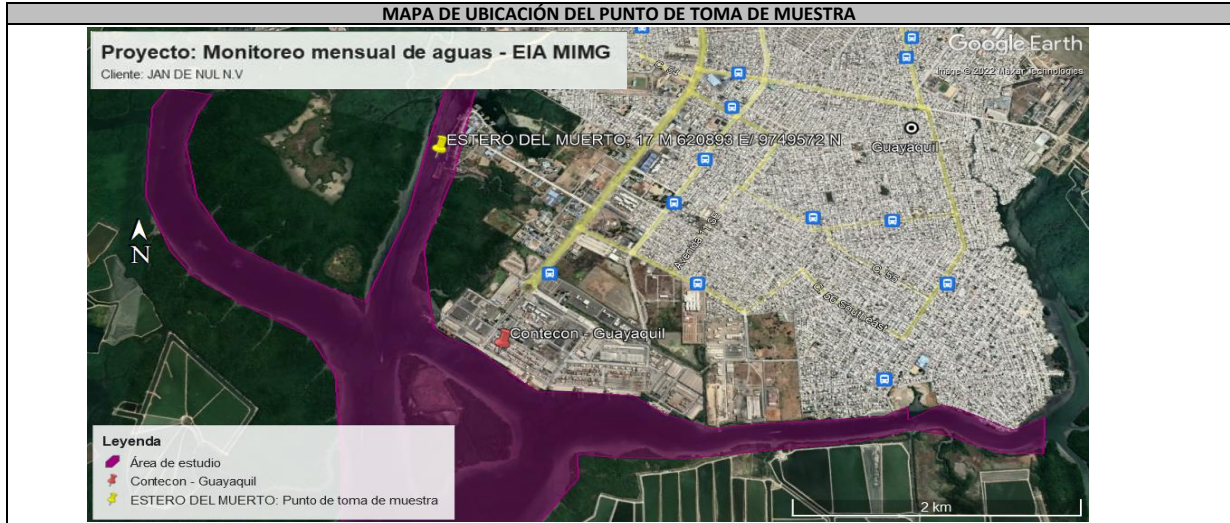 MAPA DE UBICACIÓN DEL PUNTO DE TOMA DE MUESTRA
Proyecto: Monitoreo mensual de aguas - EIA MIMG
Cliente: JAN DE NUL N.V
Google Earth
Image © 2022 Maxar Technologies
ESTERO DEL MUERTO; 17 M 620893 E/ 9749572 N
Guayaquil
N
Contecon - Guayaquil
Leyenda
Área de estudio
Contecon - Guayaquil
ESTERO DEL MUERTO: Punto de toma de muestra
2 km